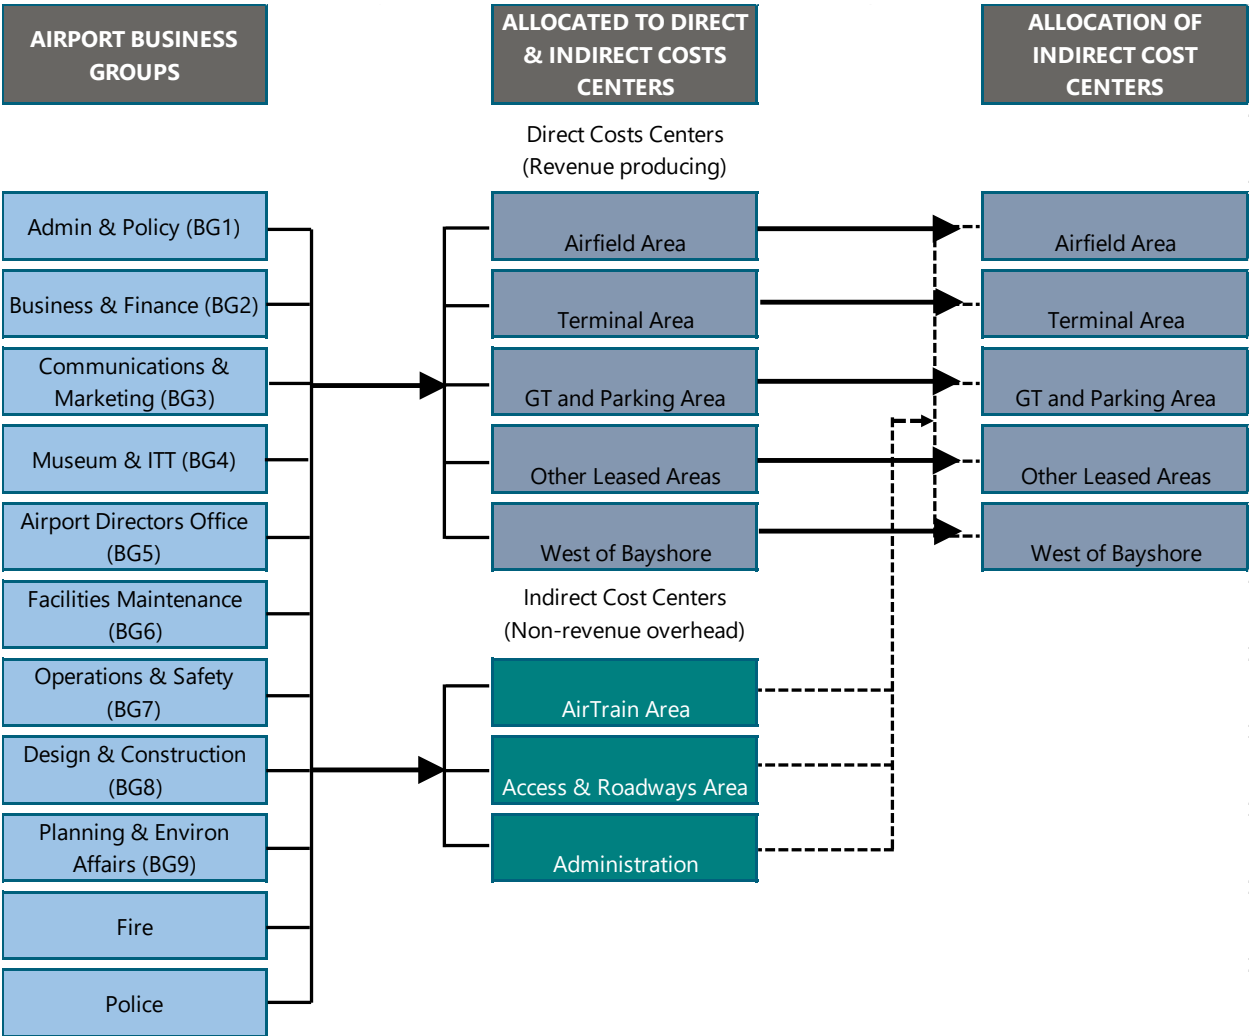 AIRPORT BUSINESS
GROUPS
ALLOCATED TO DIRECT
& INDIRECT COSTS
CENTERS
ALLOCATION OF
INDIRECT COST
CENTERS
Direct Costs Centers
(Revenue producing)
Admin & Policy (BG1)
Business & Finance (BG2)
Communications &
Marketing (BG3)
Museum & ITT (BG4)
Airport Directors Office
(BG5)
Facilities Maintenance
(BG6)
Operations & Safety
(BG7)
Design & Construction
(BG8)
Planning & Environ
Affairs (BG9)
Fire
Police
Airfield Area
Terminal Area
GT and Parking Area
Other Leased Areas
West of Bayshore
Indirect Cost Centers
(Non-revenue overhead)
AirTrain Area
Access & Roadways Area
Administration
Airfield Area
Terminal Area
GT and Parking Area
Other Leased Areas
West of Bayshore